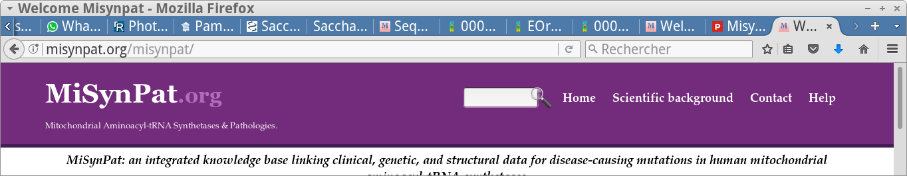 Welcome Misynpat - Mozilla Firefox
s... Wha... Phot... Pam... Sacc... Saccha... Seq... 000... EOr... 000... Wel... Misy... W...
misynpat.org/misynpat/ Rechercher
MiSynPat.org
Home Scientific background Contact Help
Mitochondrial Aminoacyl-tRNA Synthetases & Pathologies.
MiSynPat: an integrated knowledge base linking clinical, genetic, and structural data for disease-causing mutations in human mitochondrial